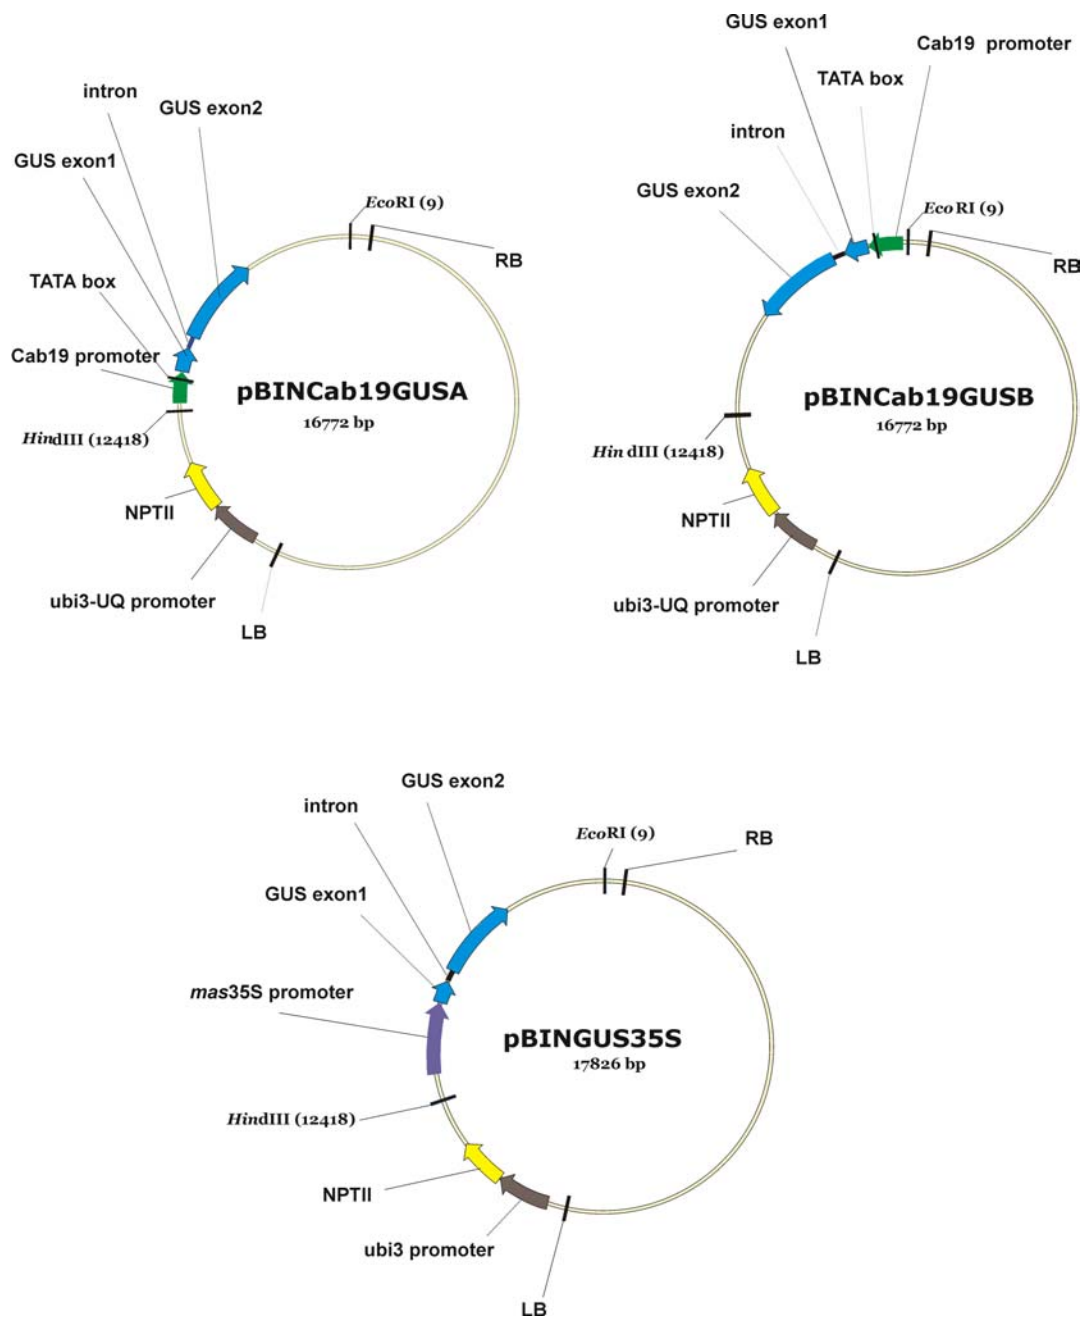 GUS exon1
Cab19 promoter
TATA box
intron
GUS exon2
intron
GUS exon2
GUS exon1
EcoRI (9)
RB
TATA box
Cab19 promoter
pBINCab19GUSA
16772 bp
HindIII (12418)
NPTII
ubi3-UQ promoter
LB
EcoRI (9)
RB
pBINCab19GUSB
16772 bp
Hin dIII (12418)
NPTII
ubi3-UQ promoter
LB
GUS exon2
intron
EcoRI (9)
RB
GUS exon1
mas35S promoter
pBINGUS35S
17826 bp
HindIII (12418)
NPTII
ubi3 promoter
LB